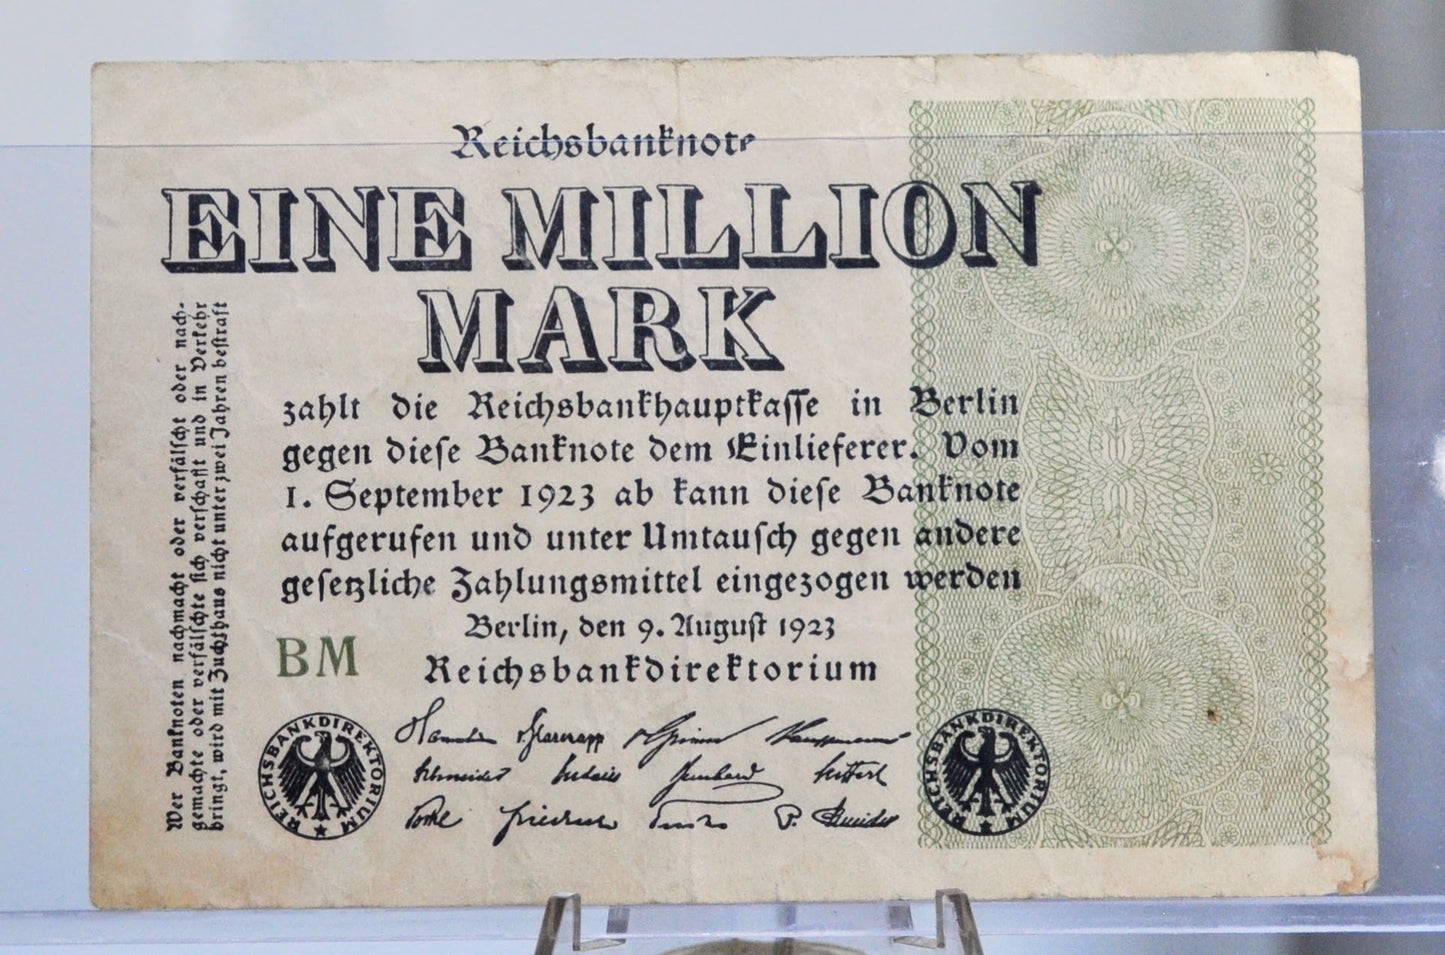 Reichsbanknote
EINE MILLION
MARK
zahlt die Reichsbankhauptkasse in Berlin
gegen diese Banknote dem Einlieferer. Vom
1. September 1923 ab kann diese Banknote
aufgerufen und unter Umtausch gegen andere
gesetzliche Zahlungsmittel eingezogen werden
Berlin, den 9. August 1923
Reichsbankdirektorium
BM
Wer Banknoten nachmacht oder verfälscht oder nach-
gemachte oder verfälschte sich verschafft und in Verkehr
bringt, wird mit Zuchthaus nicht unter zwei Jahren bestraft
REICHSBANKDIREKTORIUM
REICHSBANKDIREKTORIUM